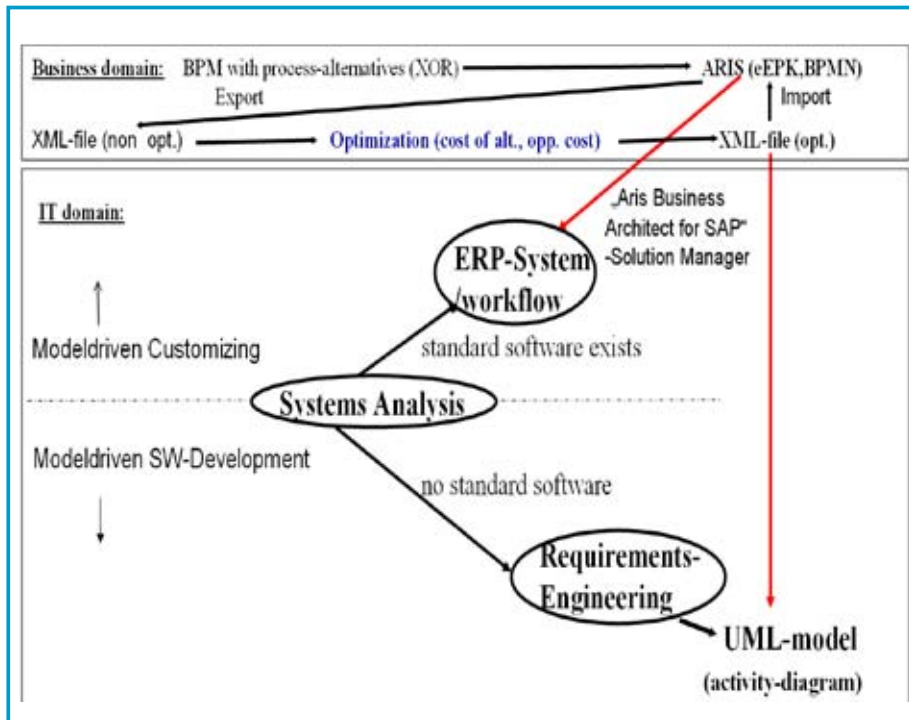 Business domain: BPM with process-alternatives (XOR) ARIS (eEPK,BPMN)
Export Import
XML-file (non opt.) Optimization (cost of alt., opp. cost) XML-file (opt.)
IT domain:
„Aris Business
Architect for SAP"
-Solution Manager
ERP-System
/workflow
Modeldriven Customizing
standard software exists
Systems Analysis
Modeldriven SW-Development
no standard software
Requirements-
Engineering
UML-model
(activity-diagram)